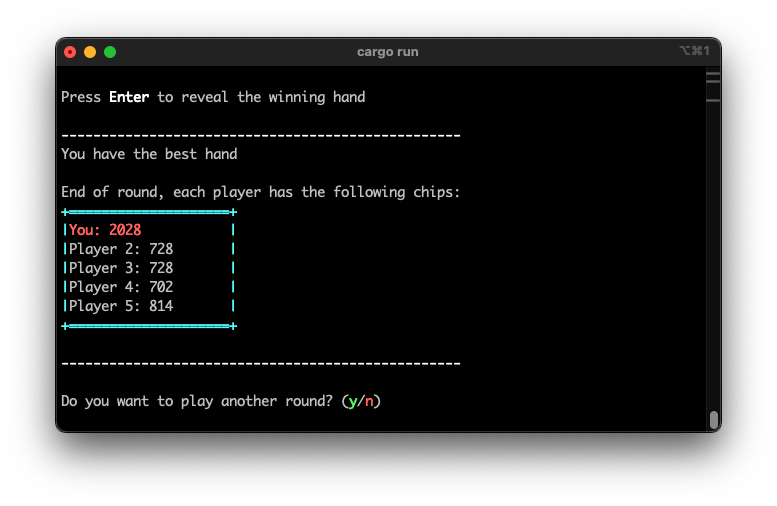 cargo run
⌥⌘1
Press Enter to reveal the winning hand
--------------------------------------------------
You have the best hand
End of round, each player has the following chips:
+════════════════════+
|You: 2028           |
|Player 2: 728       |
|Player 3: 728       |
|Player 4: 702       |
|Player 5: 814       |
+════════════════════+
--------------------------------------------------
Do you want to play another round? (y/n)